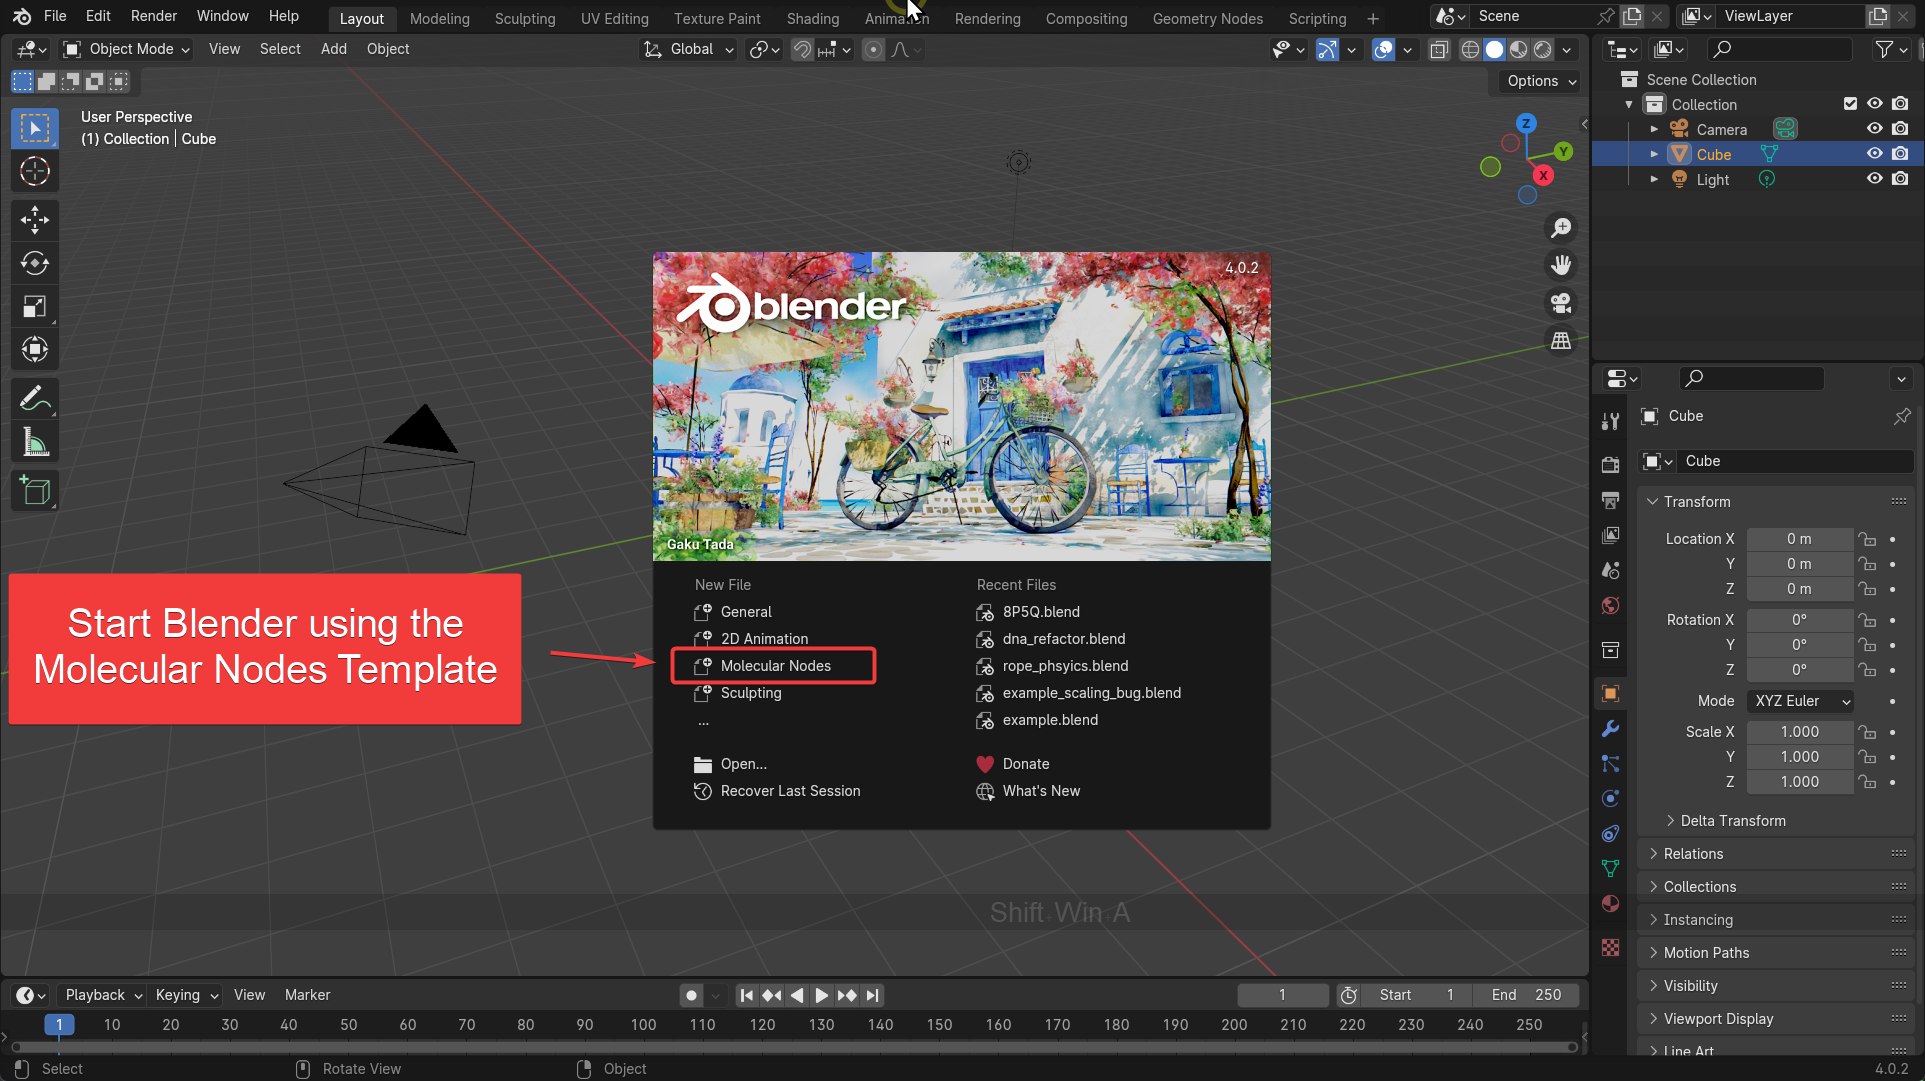 File Edit Render Window Help Layout Modeling Sculpting UV Editing Texture Paint Shading Animation Rendering Compositing Geometry Nodes Scripting + Scene ViewLayer
Object Mode View Select Add Object Global
Options
User Perspective
(1) Collection | Cube
Z
Y
X
Scene Collection
Collection
Camera
Cube
Light
4.0.2
blender
Gaku Tada
New File
General
2D Animation
Molecular Nodes
Sculpting
...
Open...
Recover Last Session
Recent Files
8P5Q.blend
dna_refactor.blend
rope_phsyics.blend
example_scaling_bug.blend
example.blend
Donate
What's New
Start Blender using the
Molecular Nodes Template
Shift Win A
Cube
Cube
Transform
Location X 0 m
Y 0 m
Z 0 m
Rotation X 0°
Y 0°
Z 0°
Mode XYZ Euler
Scale X 1.000
Y 1.000
Z 1.000
Delta Transform
Relations
Collections
Instancing
Motion Paths
Visibility
Viewport Display
Line Art
Playback Keying View Marker 1 Start 1 End 250
1 10 20 30 40 50 60 70 80 90 100 110 120 130 140 150 160 170 180 190 200 210 220 230 240 250
Select Rotate View Object 4.0.2